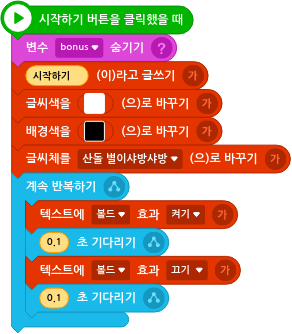 시작하기 버튼을 클릭했을 때
변수 bonus 숨기기 ?
시작하기 (이)라고 글쓰기 가
글씨색을 (으)로 바꾸기 가
배경색을 (으)로 바꾸기 가
글씨체를 산돌 별이샤방샤방 (으)로 바꾸기 가
계속 반복하기
텍스트에 볼드 효과 켜기 가
0.1 초 기다리기
텍스트에 볼드 효과 끄기 가
0.1 초 기다리기